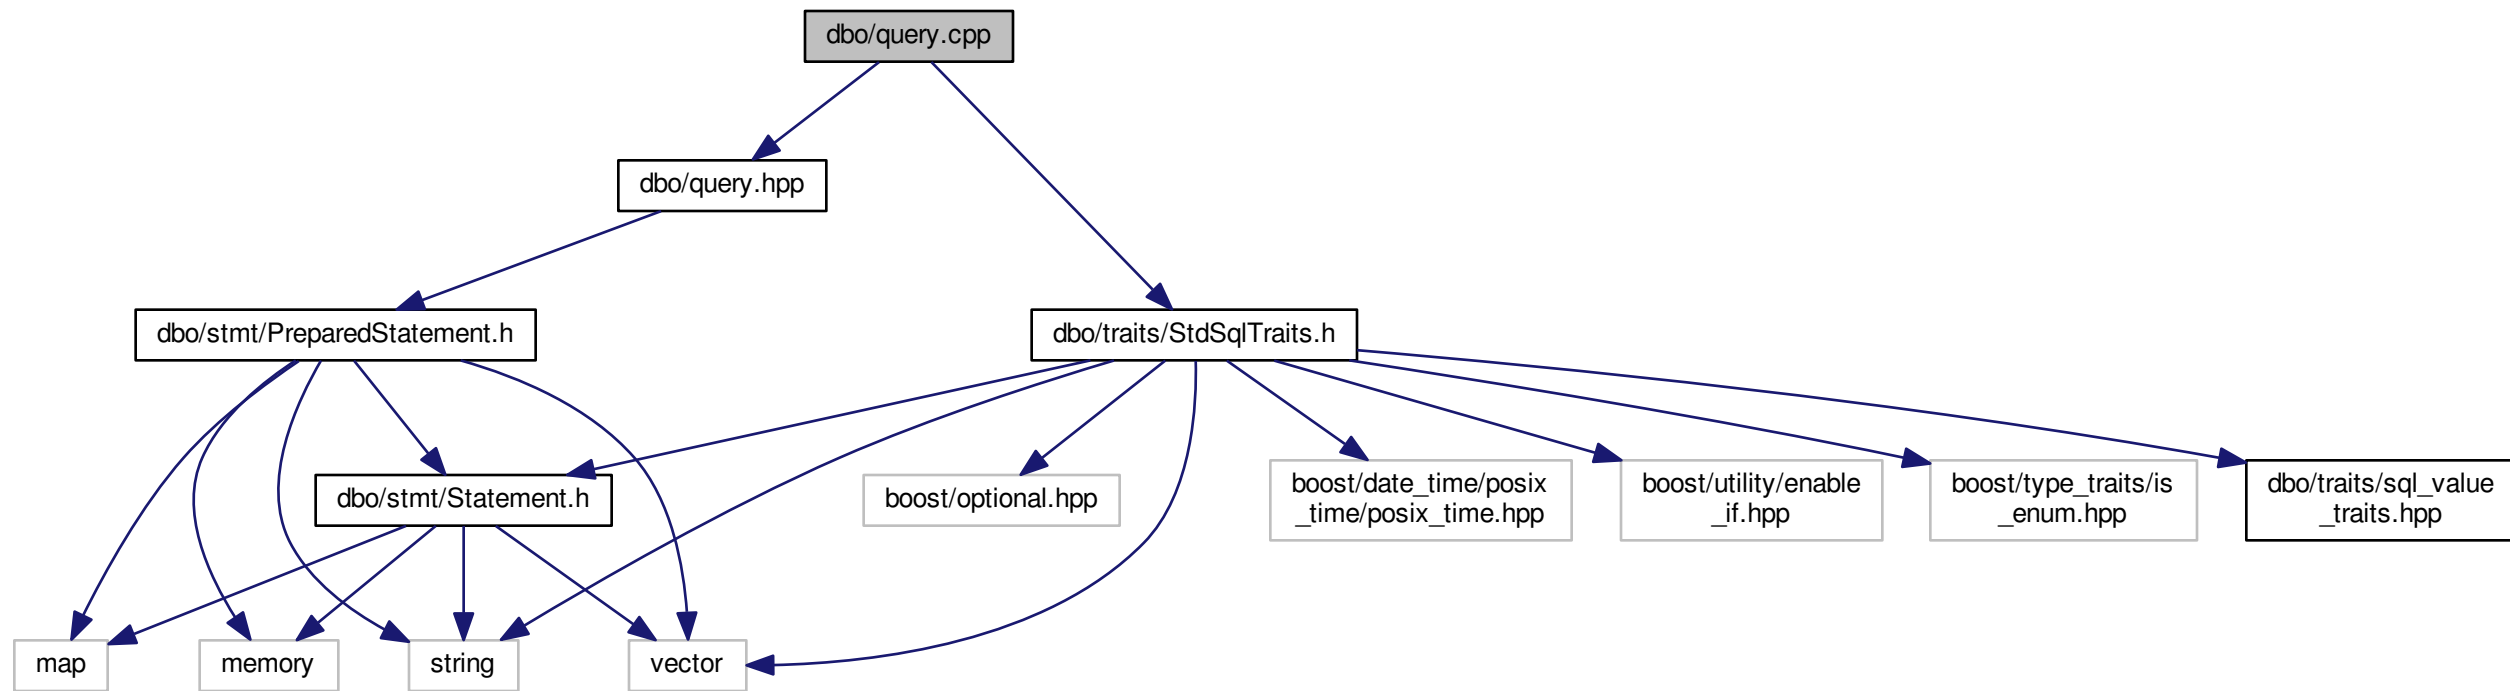 dbo/query.cpp
dbo/query.hpp
dbo/stmt/PreparedStatement.h
dbo/traits/StdSqlTraits.h
dbo/stmt/Statement.h
boost/optional.hpp
boost/date_time/posix
_time/posix_time.hpp
boost/utility/enable
_if.hpp
boost/type_traits/is
_enum.hpp
dbo/traits/sql_value
_traits.hpp
map
memory
string
vector